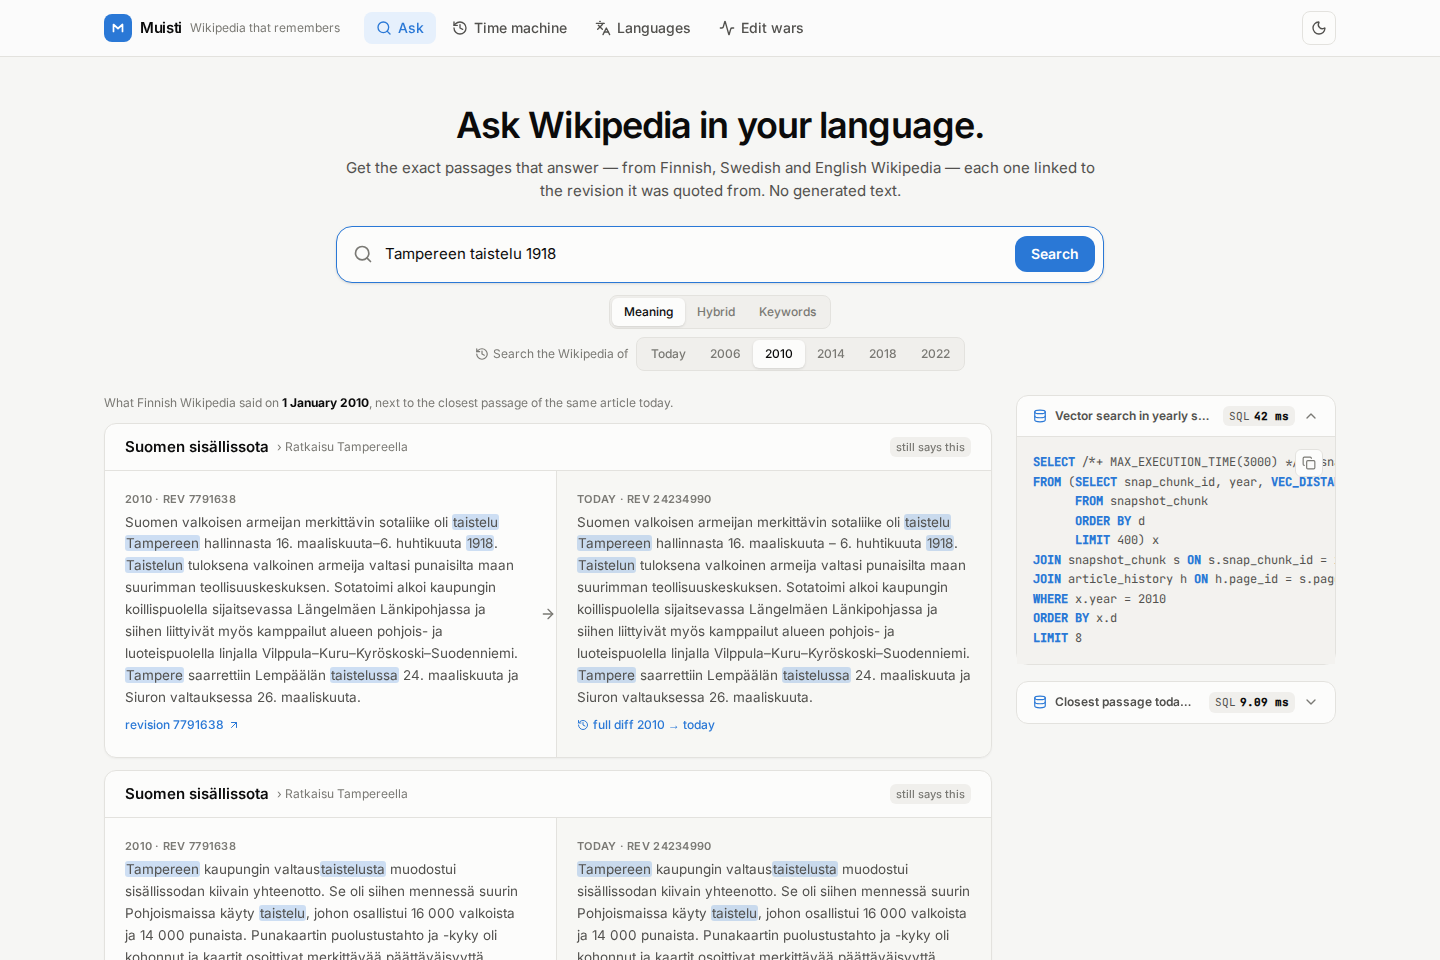 Muisti Wikipedia that remembers Ask Time machine Languages Edit wars
Ask Wikipedia in your language.
Get the exact passages that answer — from Finnish, Swedish and English Wikipedia — each one linked to
the revision it was quoted from. No generated text.
Tampereen taistelu 1918 Search
Meaning Hybrid Keywords
Search the Wikipedia of Today 2006 2010 2014 2018 2022
What Finnish Wikipedia said on 1 January 2010, next to the closest passage of the same article today.
Suomen sisällissota › Ratkaisu Tampereella still says this
2010 · REV 7791638
Suomen valkoisen armeijan merkittävin sotaliike oli taistelu
Tampereen hallinnasta 16. maaliskuuta–6. huhtikuuta 1918.
Taistelun tuloksena valkoinen armeija valtasi punaisilta maan
suurimman teollisuuskeskuksen. Sotatoimi alkoi kaupungin
koillispuolella sijaitsevassa Längelmäen Länkipohjassa ja
siihen liittyivät myös kamppailut alueen pohjois- ja
luoteispuolella linjalla Vilppula–Kuru–Kyröskoski–Suodenniemi.
Tampere saarrettiin Lempäälän taistelussa 24. maaliskuuta ja
Siuron valtauksessa 26. maaliskuuta.
revision 7791638
TODAY · REV 24234990
Suomen valkoisen armeijan merkittävin sotaliike oli taistelu
Tampereen hallinnasta 16. maaliskuuta – 6. huhtikuuta 1918.
Taistelun tuloksena valkoinen armeija valtasi punaisilta maan
suurimman teollisuuskeskuksen. Sotatoimi alkoi kaupungin
koillispuolella sijaitsevassa Längelmäen Länkipohjassa ja
siihen liittyivät myös kamppailut alueen pohjois- ja
luoteispuolella linjalla Vilppula–Kuru–Kyröskoski–Suodenniemi.
Tampere saarrettiin Lempäälän taistelussa 24. maaliskuuta ja
Siuron valtauksessa 26. maaliskuuta.
full diff 2010 → today
Suomen sisällissota › Ratkaisu Tampereella still says this
2010 · REV 7791638
Tampereen kaupungin valtaustaistelusta muodostui
sisällissodan kiivain yhteenotto. Se oli siihen mennessä suurin
Pohjoismaissa käyty taistelu, johon osallistui 16 000 valkoista
ja 14 000 punaista. Punakaartin puolustustahto ja -kyky oli
kohonnut ja kaartit osoittivat merkittävää päättäväisyyttä
TODAY · REV 24234990
Tampereen kaupungin valtaustaistelusta muodostui
sisällissodan kiivain yhteenotto. Se oli siihen mennessä suurin
Pohjoismaissa käyty taistelu, johon osallistui 16 000 valkoista
ja 14 000 punaista. Punakaartin puolustustahto ja -kyky oli
kohonnut ja kaartit osoittivat merkittävää päättäväisyyttä
Vector search in yearly s... SQL 42 ms
SELECT /*+ MAX_EXECUTION_TIME(3000)
FROM (SELECT snap_chunk_id, year, VEC_DISTA
FROM snapshot_chunk
ORDER BY d
LIMIT 400) x
JOIN snapshot_chunk s ON s.snap_chunk_id =
JOIN article_history h ON h.page_id = s.pag
WHERE x.year = 2010
ORDER BY x.d
LIMIT 8
Closest passage toda... SQL 9.09 ms